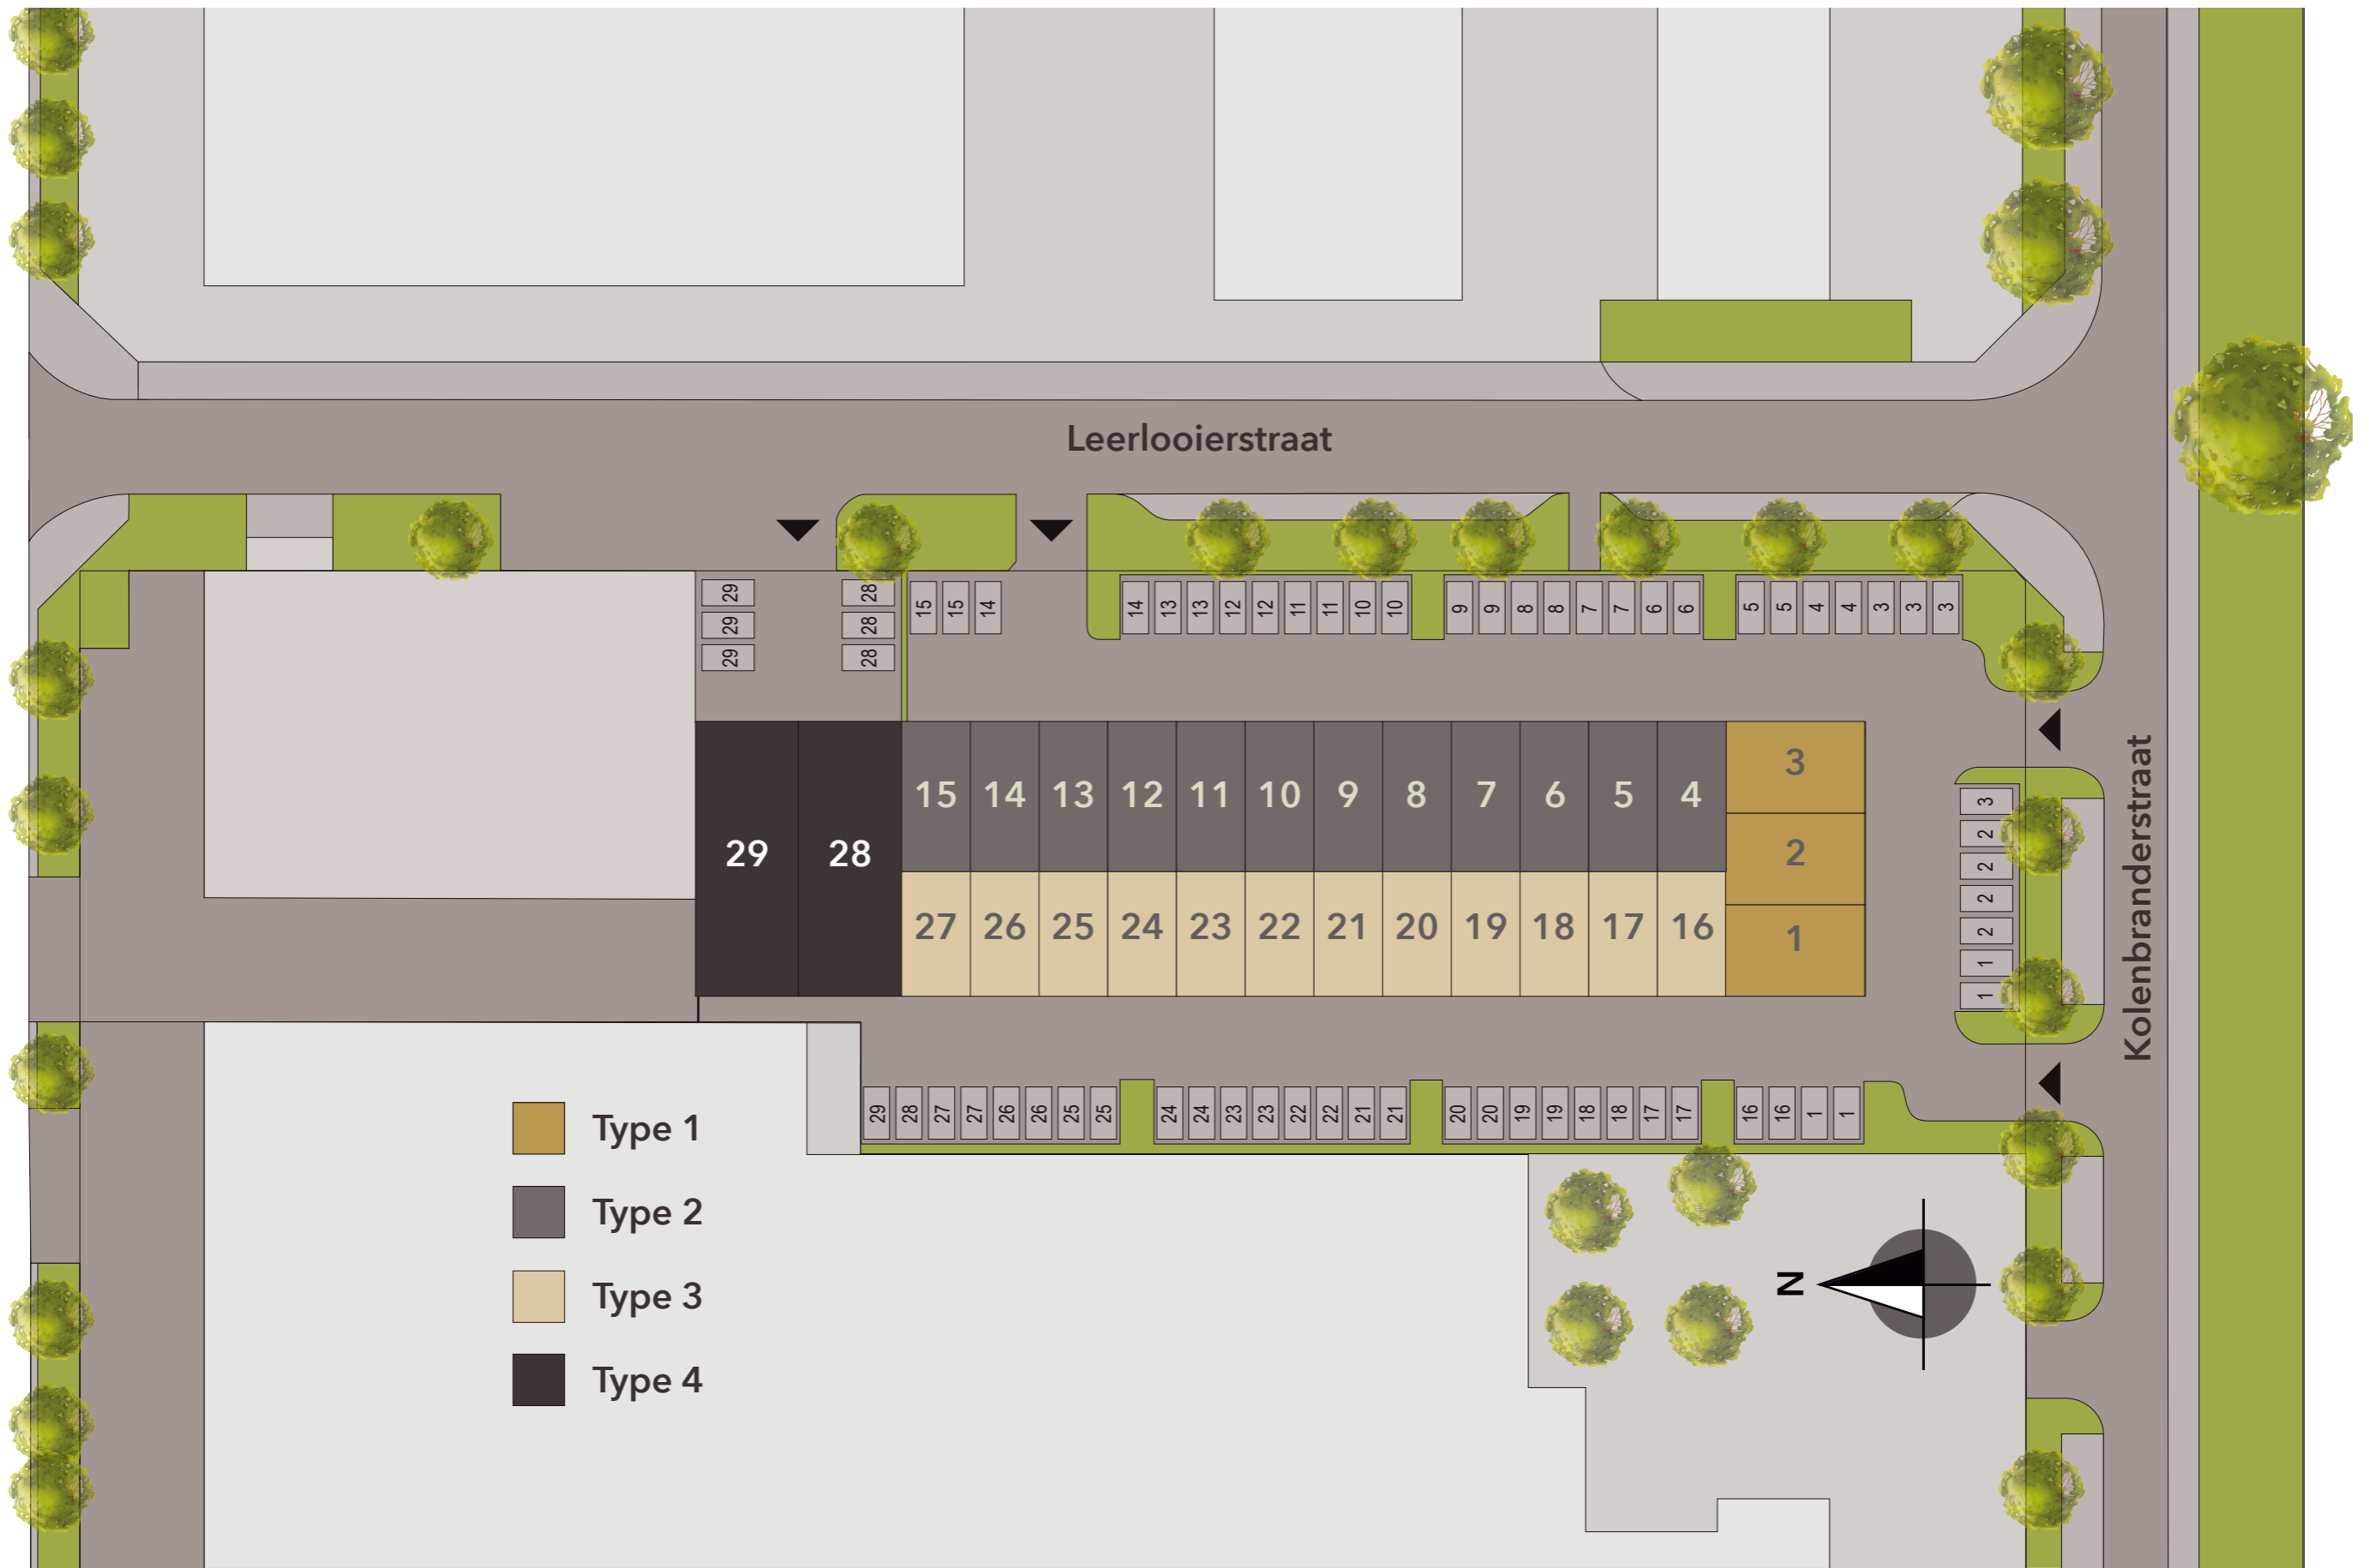 Leerlooierstraat
29
29
29
28
28
28
15 15 14
14 13 13 12 12 11 11 10 10
9 9 8 8 7 7 6 6
5 5 4 4 3 3 3
29 28
15 14 13 12 11 10 9 8 7 6 5 4
27 26 25 24 23 22 21 20 19 18 17 16
3
2
1
3
2
2
2
2
1
1
Kolenbranderstraat
29 28 27 27 26 26 25 25
24 24 23 23 22 22 21 21
20 20 19 19 18 18 17 17
16 16 1 1
Type 1
Type 2
Type 3
Type 4
N